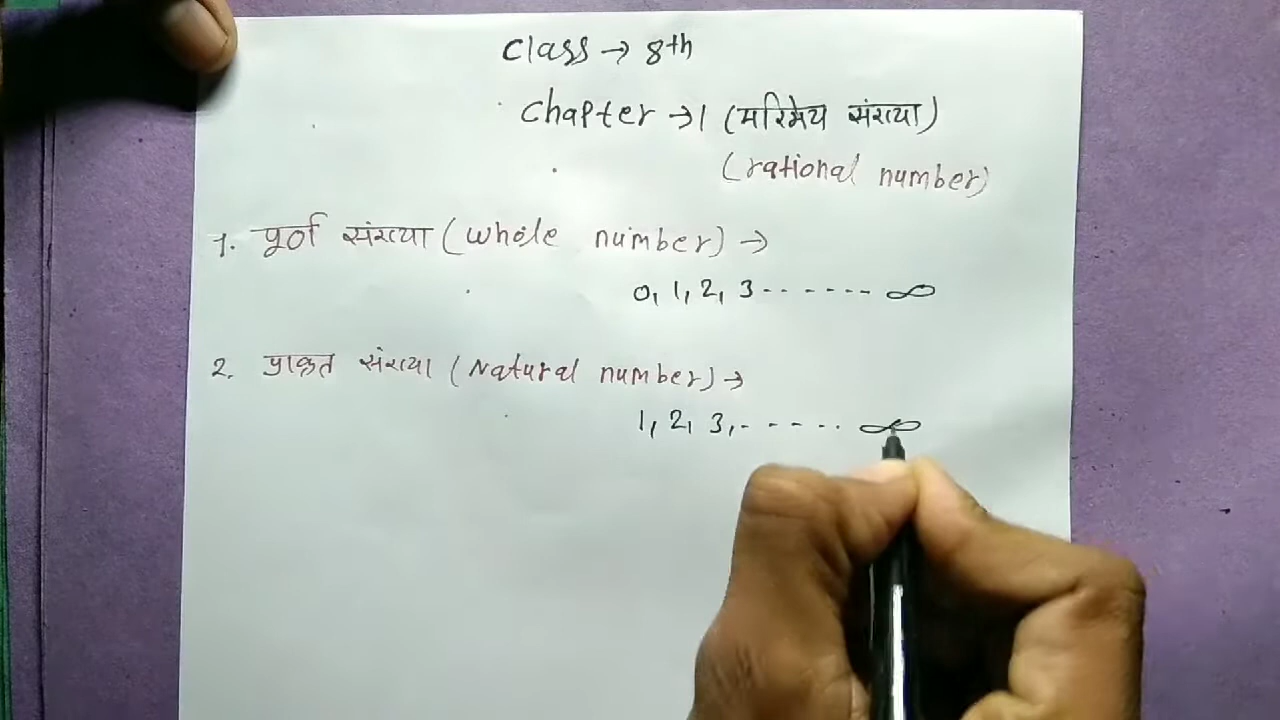 Class → 8th
Chapter → 1 (परिमेय संख्या)
(rational number)
1. पूर्ण संख्या (Whole number) →
0, 1, 2, 3 - - - - - - - ∞
2. प्राकृत संख्या (Natural number) →
1, 2, 3, - - - - - - ∞